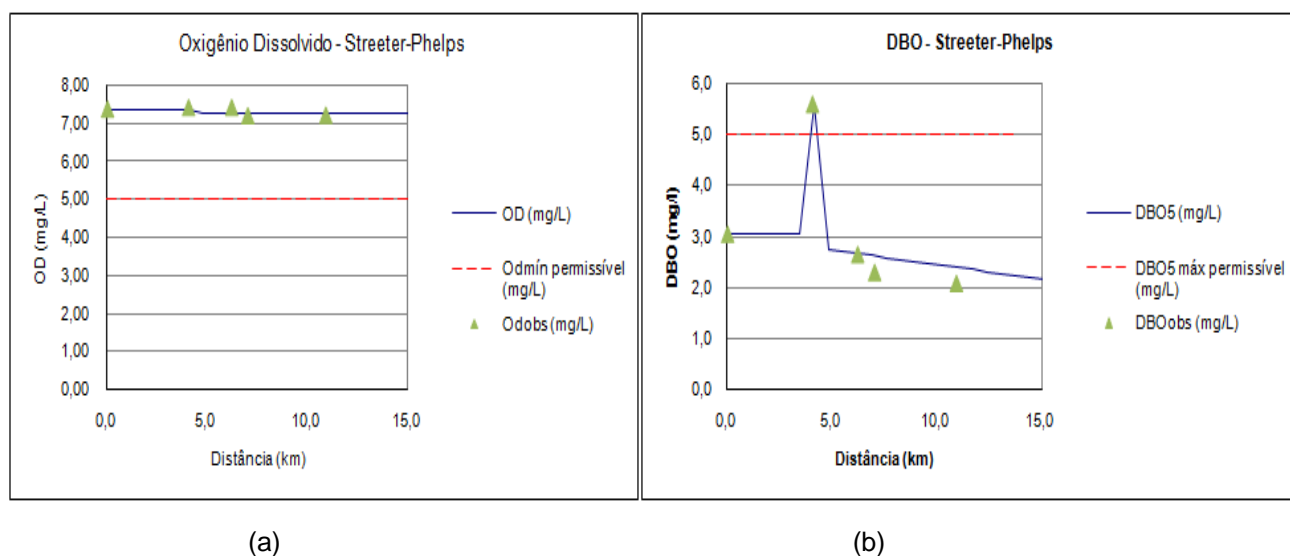 Oxigênio Dissolvido - Streeter-Phelps
8,00
7,00
6,00
5,00
4,00
3,00
2,00
1,00
0,00
OD (mg/L)
0,0 5,0 10,0 15,0
Distância (km)
OD (mg/L)
Odmín permissível
(mg/L)
Odobs (mg/L)
DBO - Streeter-Phelps
6,0
5,0
4,0
3,0
2,0
1,0
0,0
DBO (mg/l)
0,0 5,0 10,0 15,0
Distância (km)
DBO5 (mg/L)
DBO5 máx permissível
(mg/L)
DBOobs (mg/L)
(a) (b)